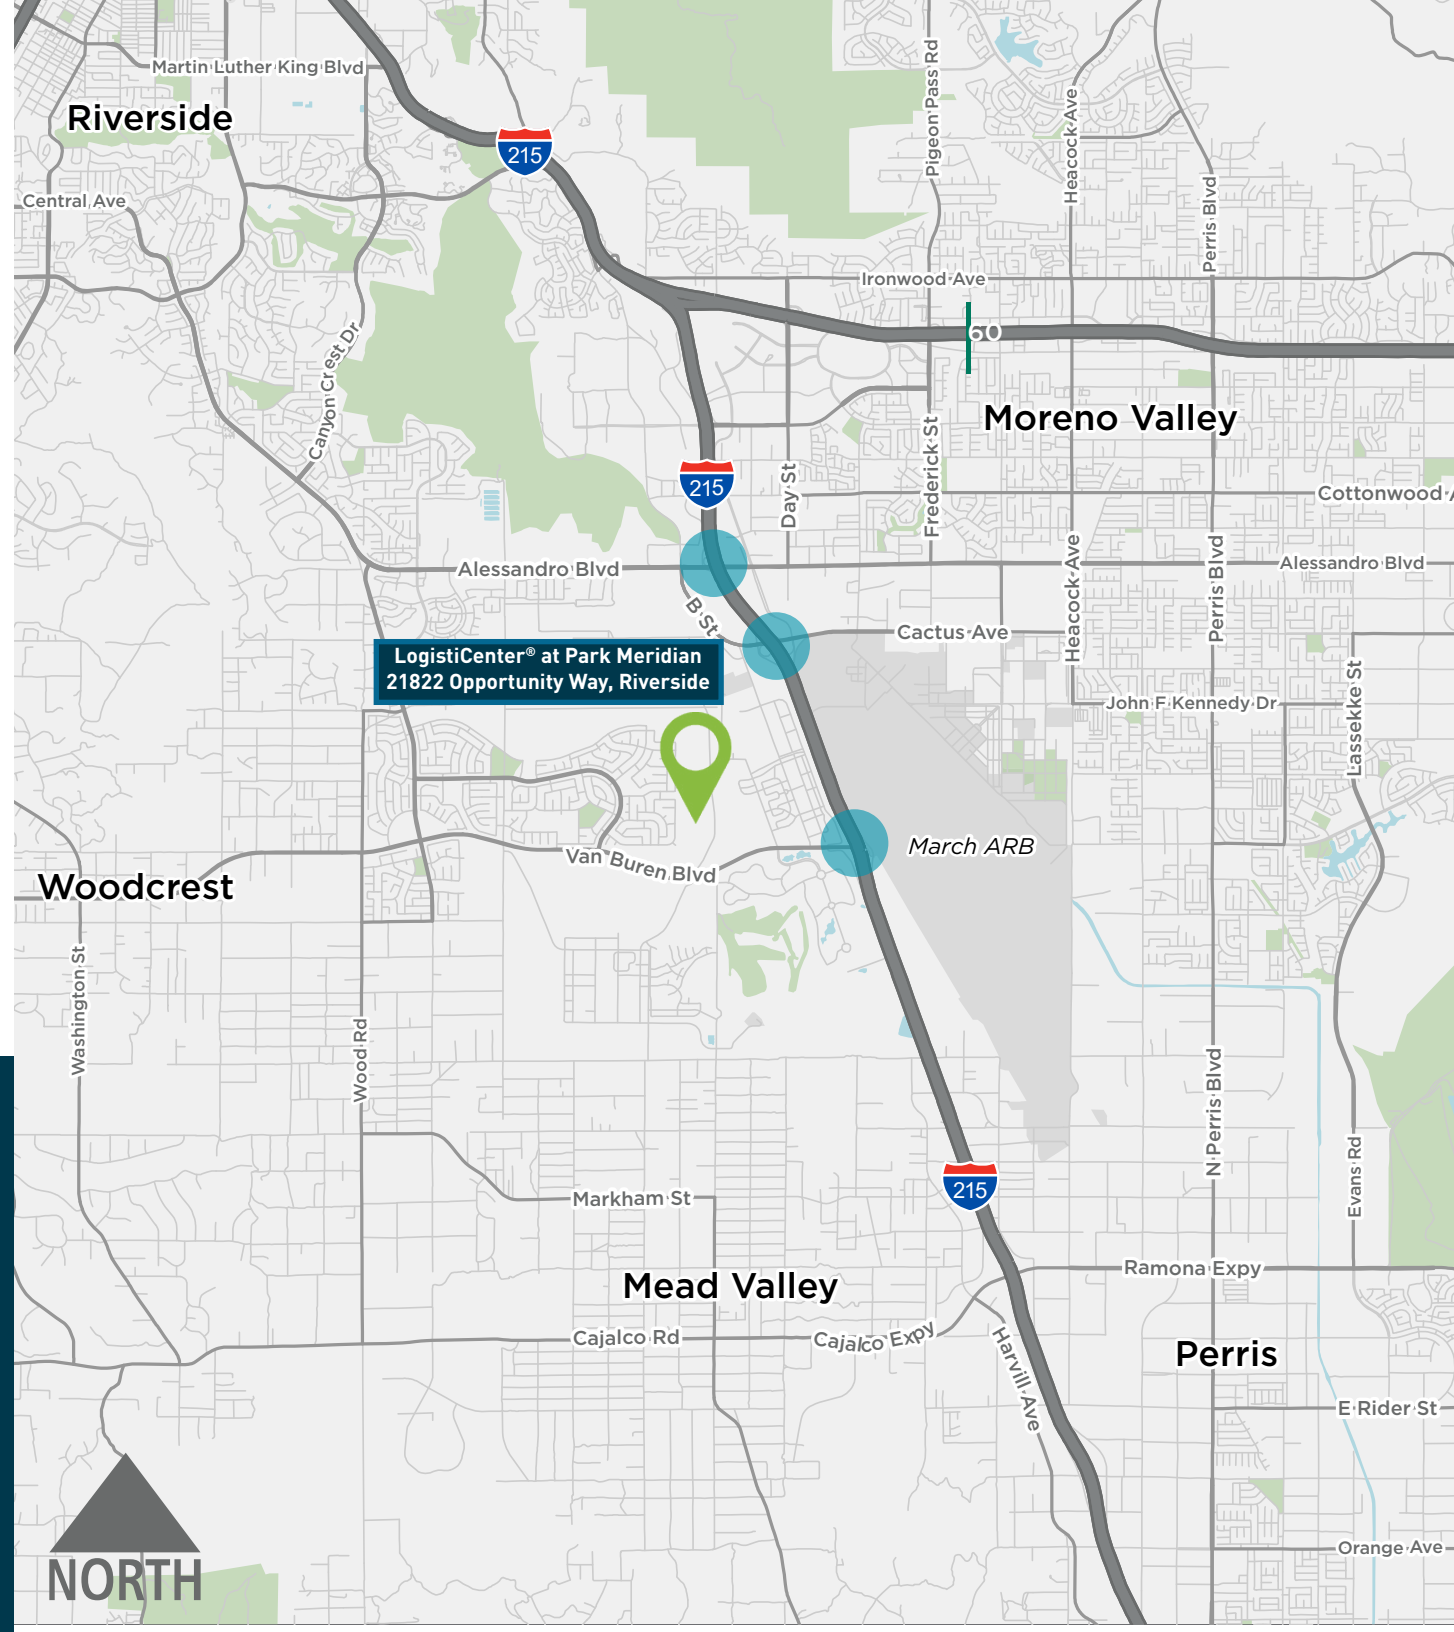 Martin Luther King Blvd
Riverside
215
Pigeon Pass Rd
Heacock Ave
Perris Blvd
Central Ave
Ironwood Ave
60
Canyon Crest Dr
Moreno Valley
215
Day St
Frederick St
Cottonwood A
Alessandro Blvd
Heacock Ave
Perris Blvd
Alessandro Blvd
B St
Cactus Ave
LogistiCenter® at Park Meridian
21822 Opportunity Way, Riverside
John F Kennedy Dr
Lassekke St
March ARB
Van Buren Blvd
Woodcrest
Washington St
Wood Rd
N Perris Blvd
Evans Rd
215
Markham St
Ramona Expy
Mead Valley
Cajalco Rd
Cajalco Expy
Harvill Ave
Perris
E Rider St
Orange Ave
NORTH